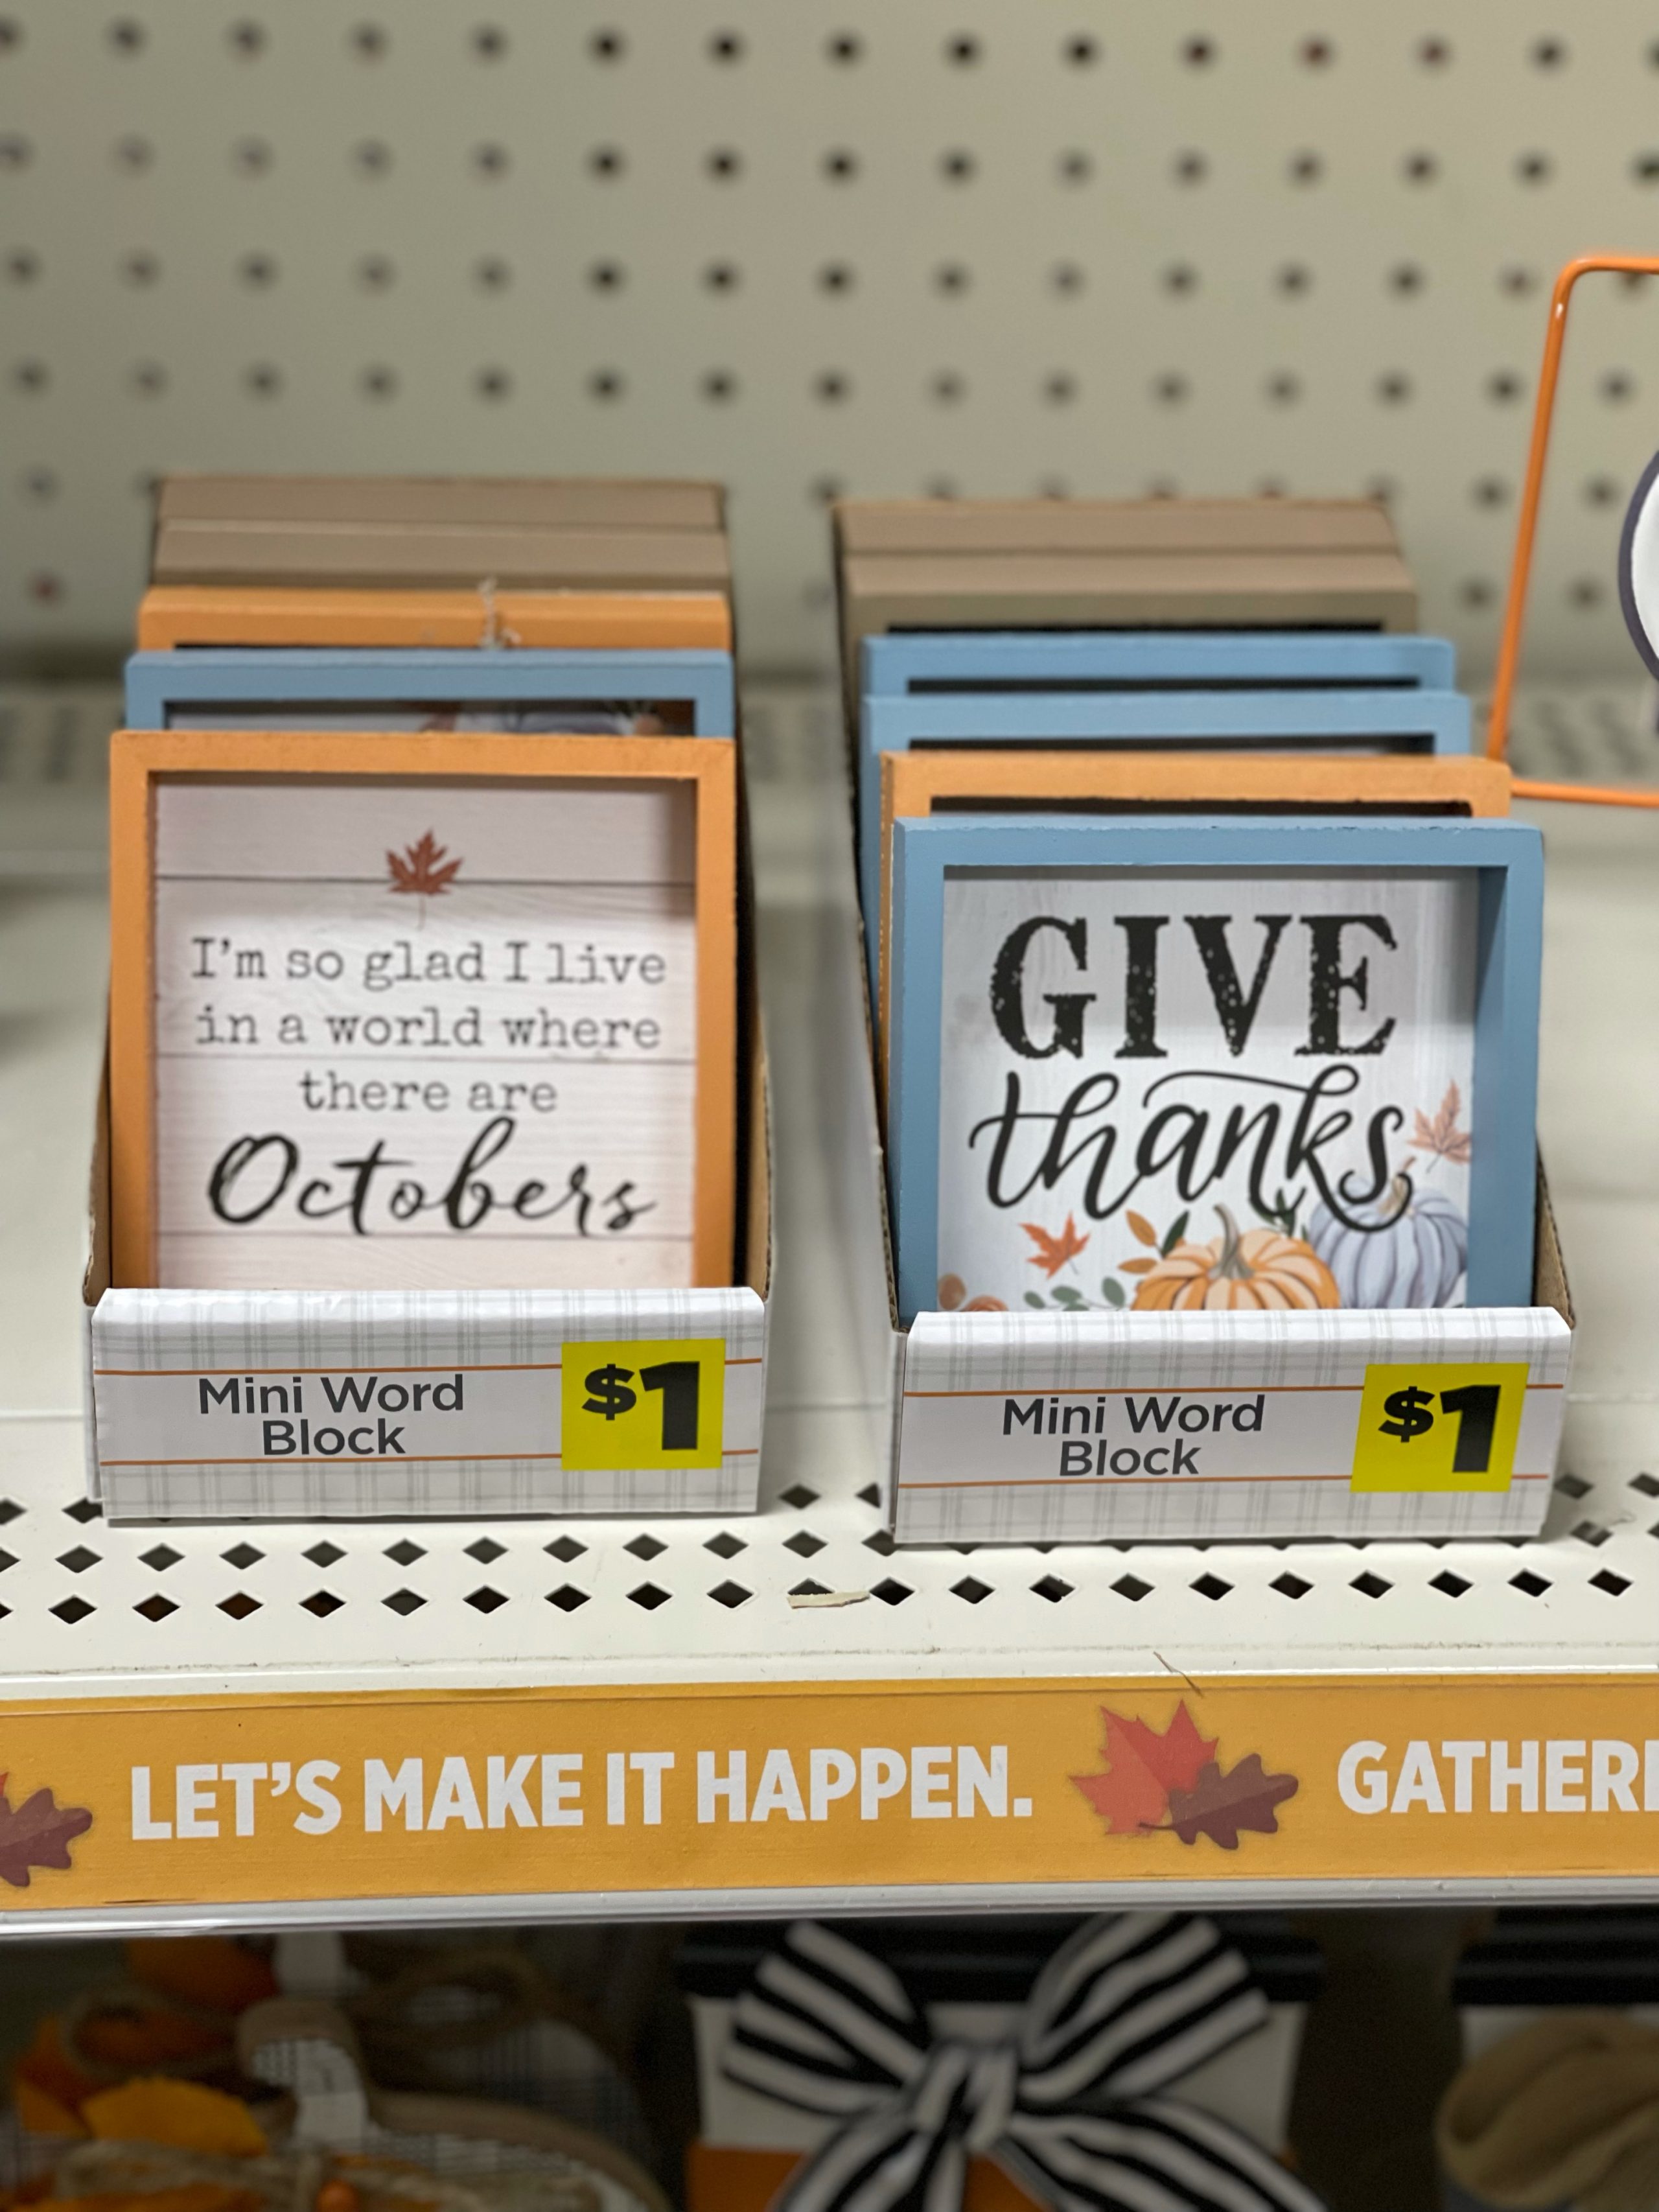 I'm so glad I live
in a world where
there are
Octobers
GIVE
thanks
Mini Word
Block
$1
Mini Word
Block
$1
LET'S MAKE IT HAPPEN.